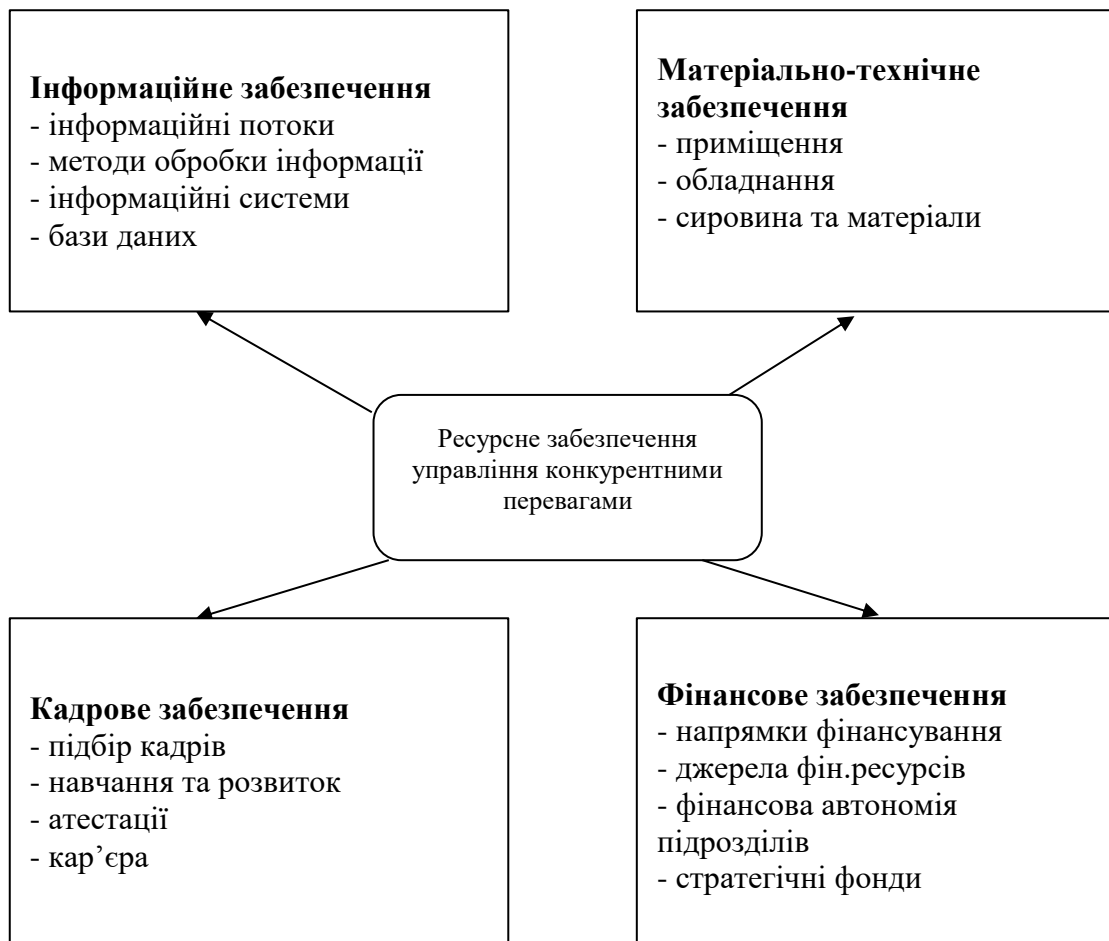 Інформаційне забезпечення
- інформаційні потоки
- методи обробки інформації
- інформаційні системи
- бази даних
Матеріально-технічне
забезпечення
- приміщення
- обладнання
- сировина та матеріали
Ресурсне забезпечення
управління конкурентними
перевагами
Кадрове забезпечення
- підбір кадрів
- навчання та розвиток
- атестації
- кар’єра
Фінансове забезпечення
- напрямки фінансування
- джерела фін.ресурсів
- фінансова автономія
підрозділів
- стратегічні фонди